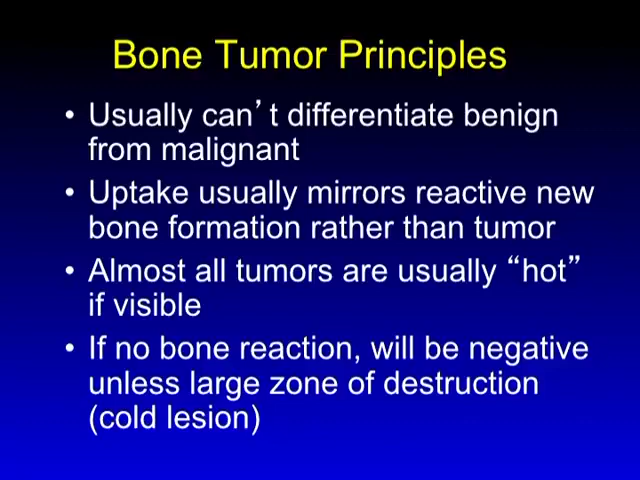 Bone Tumor Principles
• Usually can’t differentiate benign
from malignant
• Uptake usually mirrors reactive new
bone formation rather than tumor
• Almost all tumors are usually “hot”
if visible
• If no bone reaction, will be negative
unless large zone of destruction
(cold lesion)